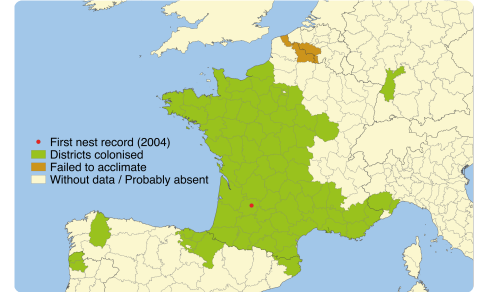 First nest record (2004)
Districts colonised
Failed to acclimate
Without data / Probably absent